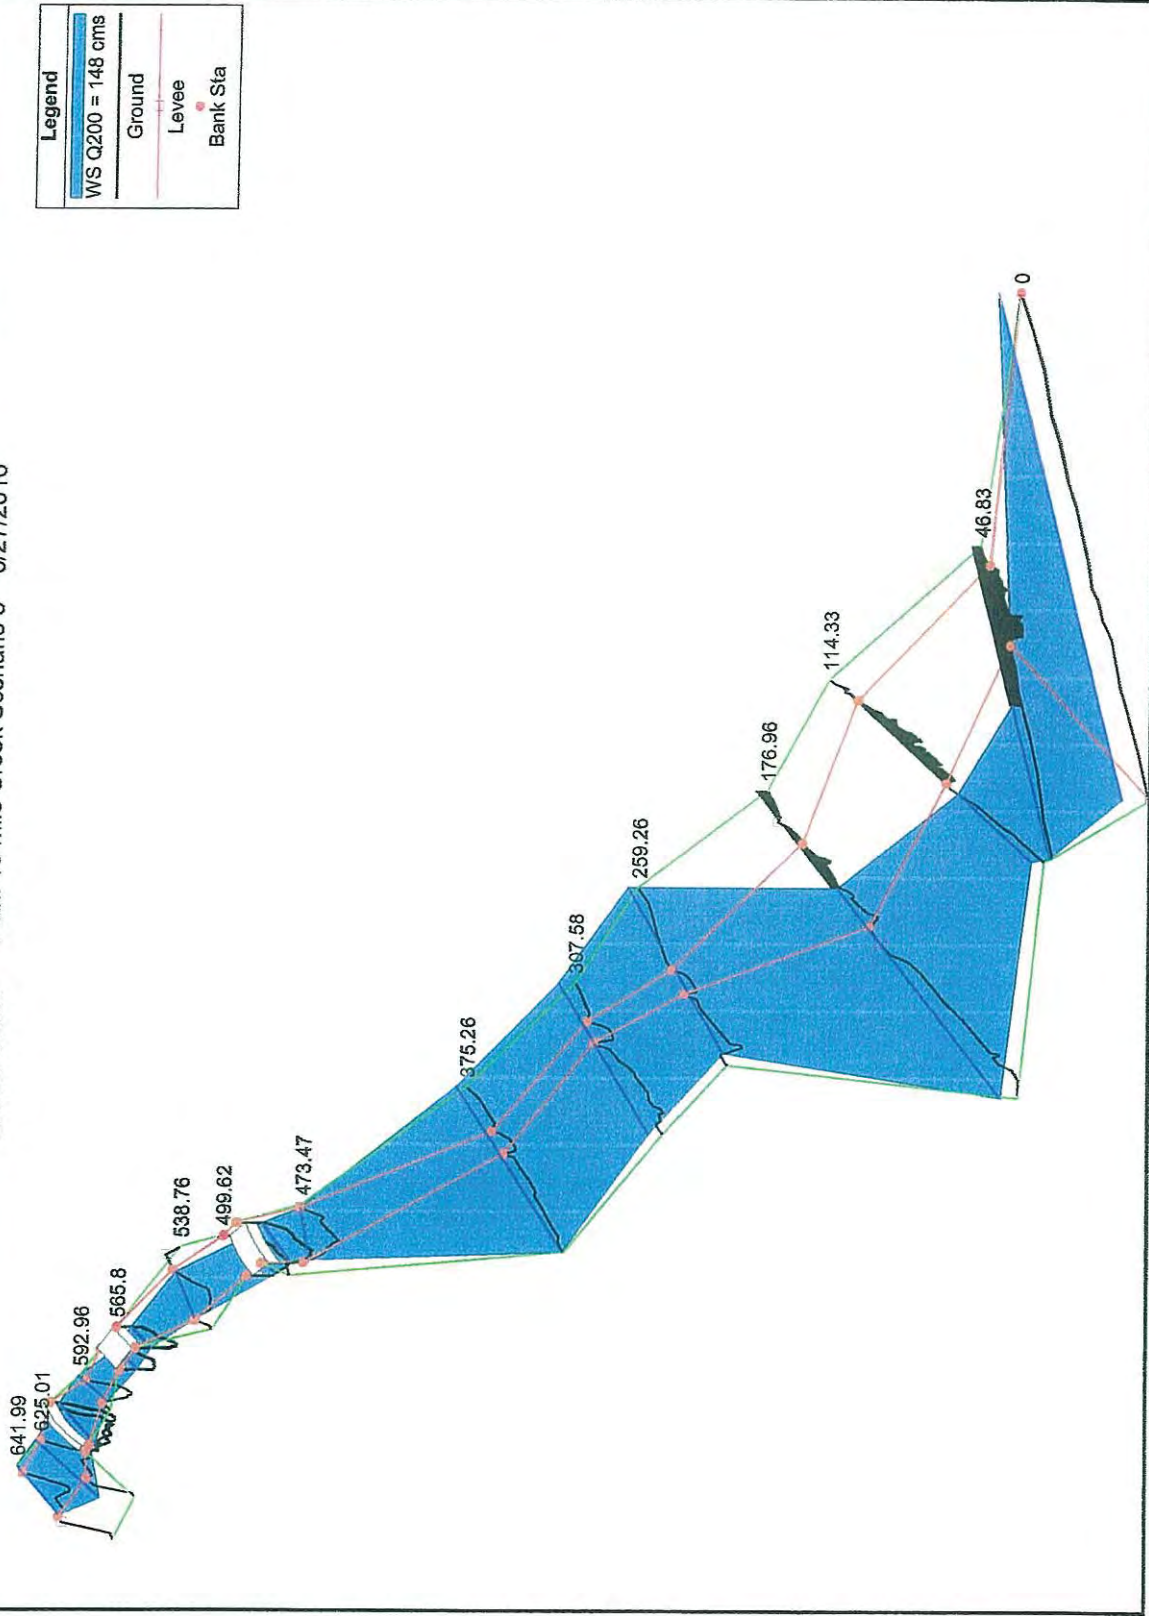 Legend
WS Q200 = 148 cms
Ground
Levee
Bank Sta
641.99
625.01
592.96
565.8
538.76
499.62
473.47
375.26
307.58
259.26
176.96
114.33
46.83
0